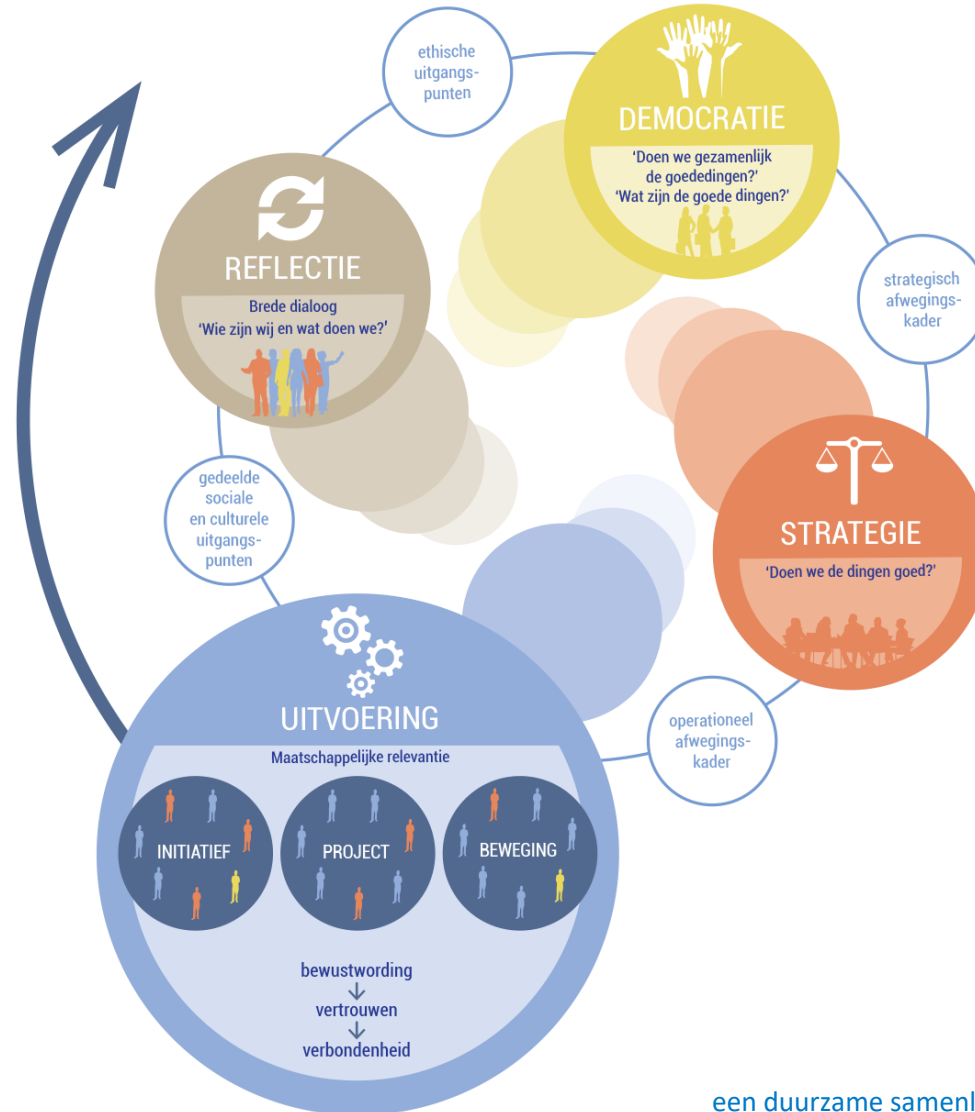 ethische
uitgangs-
punten
DEMOCRATIE
'Doen we gezamenlijk
de goededingen?'
'Wat zijn de goede dingen?'
REFLECTIE
Brede dialoog
'Wie zijn wij en wat doen we?'
strategisch
afwegings-
kader
gedeelde
sociale
en culturele
uitgangs-
punten
STRATEGIE
'Doen we de dingen goed?'
UITVOERING
Maatschappelijke relevantie
operationeel
afwegings-
kader
INITIATIEF
PROJECT
BEWEGING
bewustwording
vertrouwen
verbondenheid
een duurzame